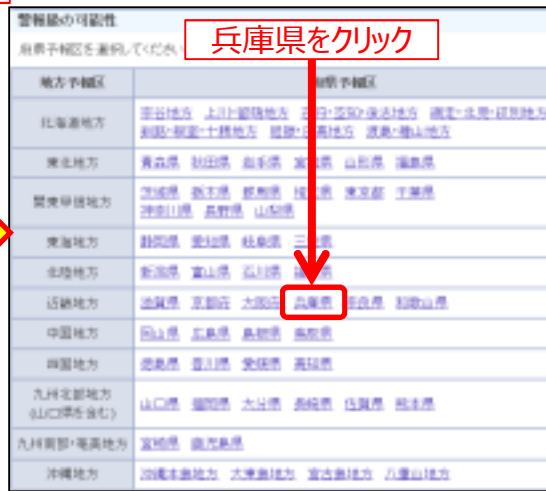 警報級の可能性
府県予報区を選択してください
兵庫県をクリック
地方予報区 府県予報区
北海道地方 宗谷地方 上川・留萌地方 石狩・空知・後志地方 網走・北見・紋別地方
釧路・根室・十勝地方 胆振・日高地方 渡島・檜山地方
東北地方 青森県 秋田県 岩手県 宮城県 山形県 福島県
関東甲信地方 茨城県 栃木県 群馬県 埼玉県 東京都 千葉県
神奈川県 長野県 山梨県
東海地方 静岡県 愛知県 岐阜県 三重県
北陸地方 新潟県 富山県 石川県 福井県
近畿地方 滋賀県 京都府 大阪府 兵庫県 奈良県 和歌山県
中国地方 岡山県 広島県 島根県 鳥取県
四国地方 徳島県 香川県 愛媛県 高知県
九州北部地方
(山口県を含む) 山口県 福岡県 大分県 長崎県 佐賀県 熊本県
九州南部・奄美地方 宮崎県 鹿児島県
沖縄地方 沖縄本島地方 大東島地方 宮古島地方 八重山地方